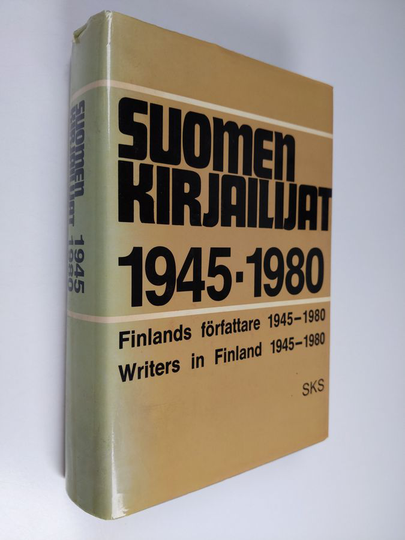 SUOMEN
KIRJAILIJAT
1945-1980
Finlands författare 1945-1980
Writers in Finland 1945-1980
SKS
SUOMEN
KIRJAILIJAT
1945
1980